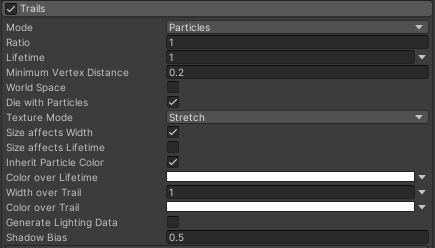 Trails
Mode Particles
Ratio 1
Lifetime 1
Minimum Vertex Distance 0.2
World Space
Die with Particles
Texture Mode Stretch
Size affects Width
Size affects Lifetime
Inherit Particle Color
Color over Lifetime
Width over Trail 1
Color over Trail
Generate Lighting Data
Shadow Bias 0.5